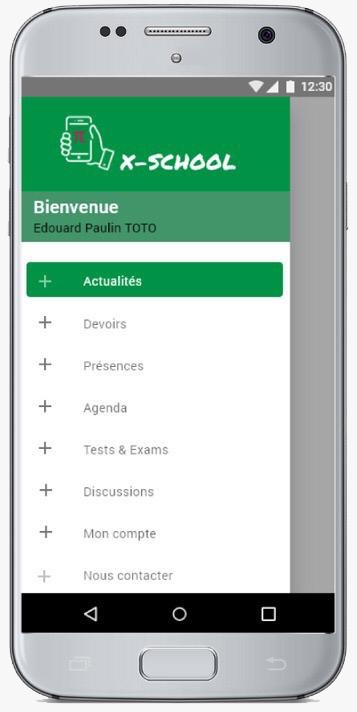 12:30
π
X-SCHOOL
Bienvenue
Edouard Paulin TOTO
+ Actualités
+ Devoirs
+ Présences
+ Agenda
+ Tests & Exams
+ Discussions
+ Mon compte
+ Nous contacter